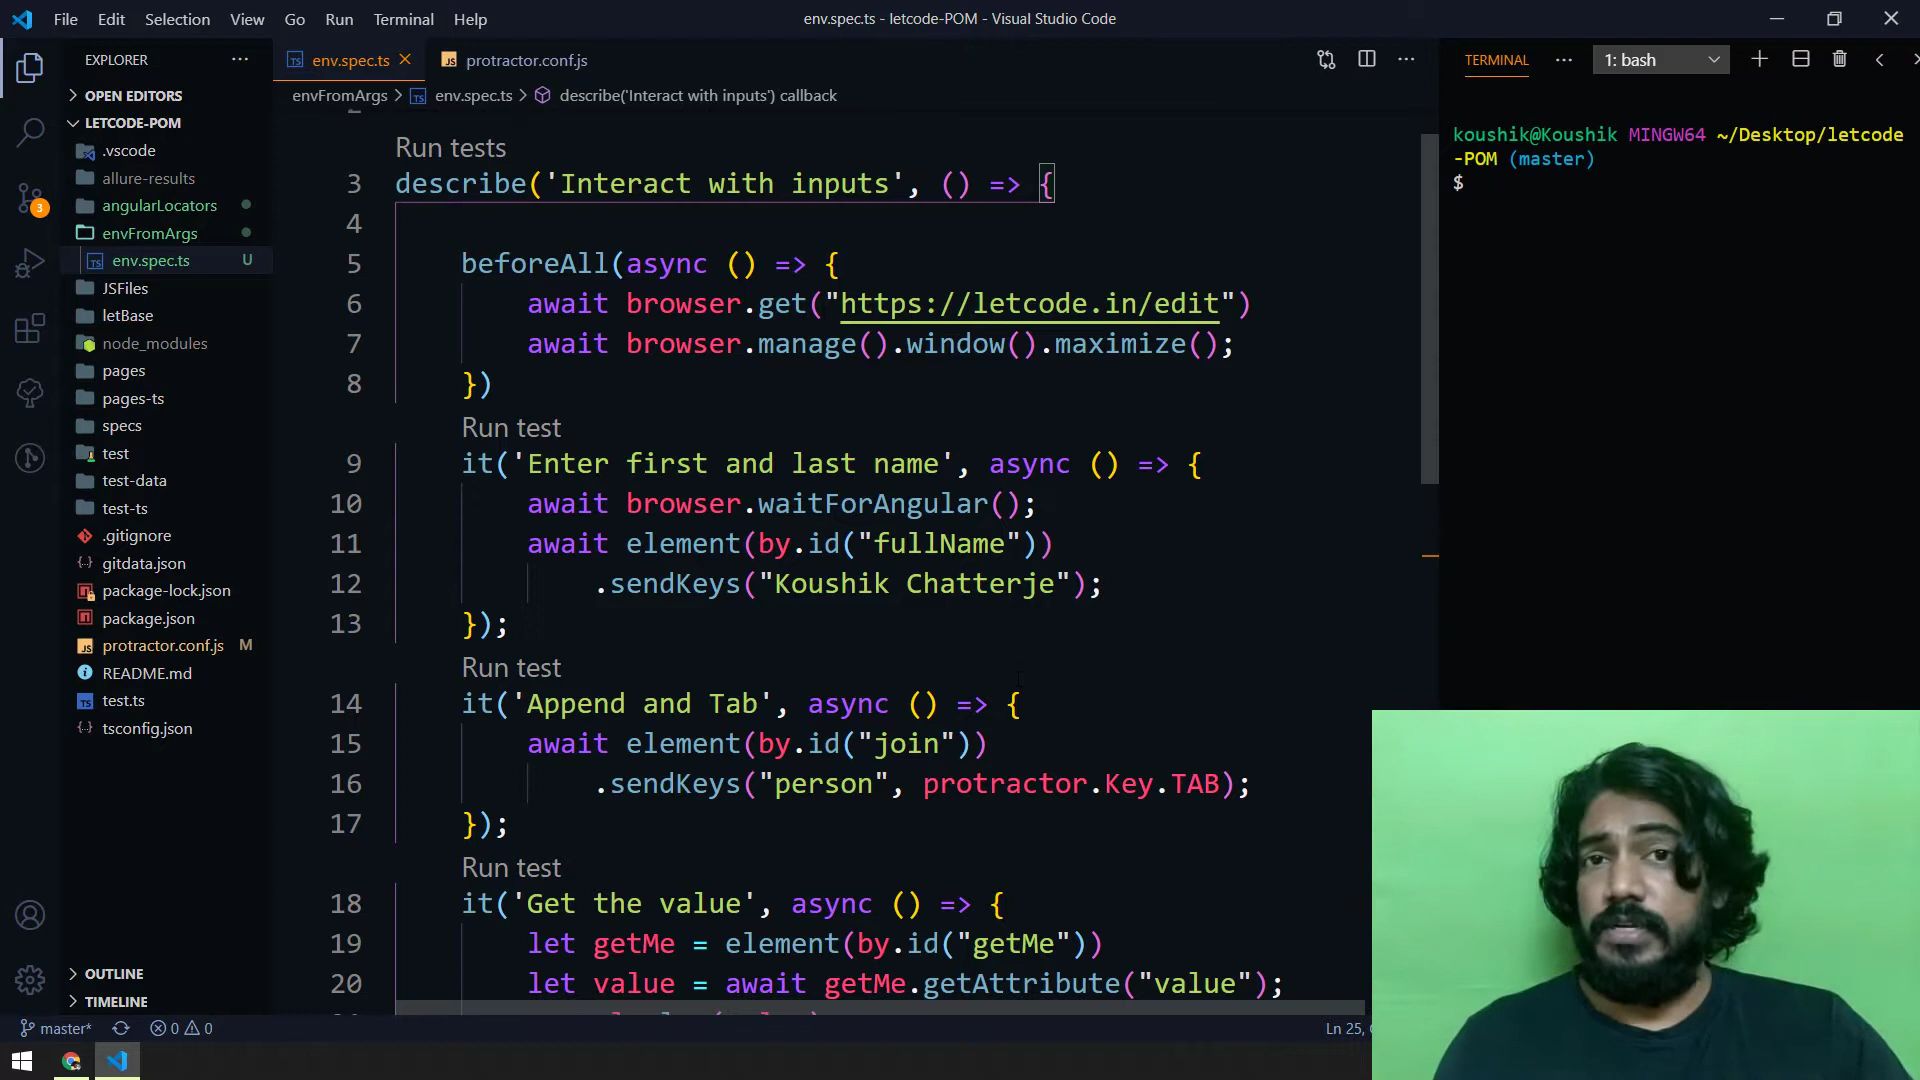 File Edit Selection View Go Run Terminal Help
env.spec.ts - letcode-POM - Visual Studio Code
EXPLORER
OPEN EDITORS
LETCODE-POM
.vscode
allure-results
angularLocators
envFromArgs
env.spec.ts U
JSFiles
letBase
node_modules
pages
pages-ts
specs
test
test-data
test-ts
.gitignore
gitdata.json
package-lock.json
package.json
protractor.conf.js M
README.md
test.ts
tsconfig.json
OUTLINE
TIMELINE
3
env.spec.ts
protractor.conf.js
envFromArgs > env.spec.ts > describe('Interact with inputs') callback
Run tests
3 describe('Interact with inputs', () => {
4
5 beforeAll(async () => {
6 await browser.get("https://letcode.in/edit")
7 await browser.manage().window().maximize();
8 })
Run test
9 it('Enter first and last name', async () => {
10 await browser.waitForAngular();
11 await element(by.id("fullName"))
12 .sendKeys("Koushik Chatterje");
13 });
Run test
14 it('Append and Tab', async () => {
15 await element(by.id("join"))
16 .sendKeys("person", protractor.Key.TAB);
17 });
Run test
18 it('Get the value', async () => {
19 let getMe = element(by.id("getMe"))
20 let value = await getMe.getAttribute("value");
TERMINAL
1: bash
koushik@Koushik MINGW64 ~/Desktop/letcode
-POM (master)
$
master*
0 0
Ln 25,